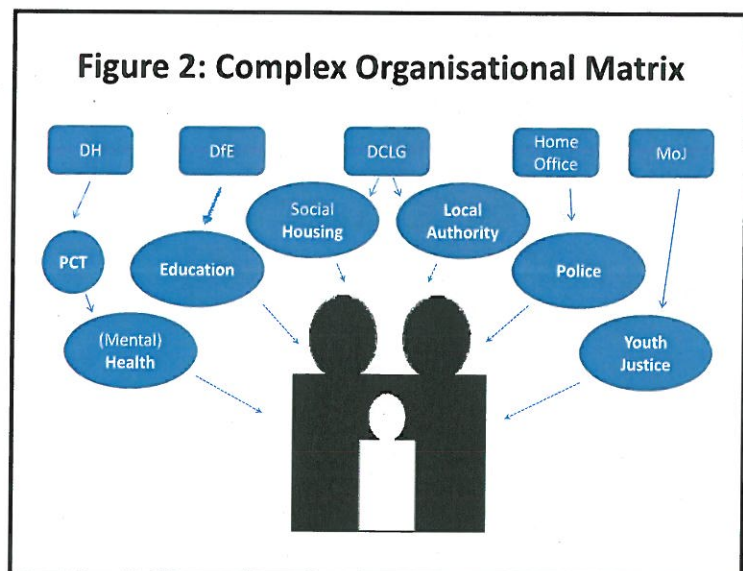 Figure 2: Complex Organisational Matrix
DH
DfE
DCLG
Home
Office
MoJ
Social
Housing
Local
Authority
PCT
Education
Police
(Mental)
Health
Youth
Justice